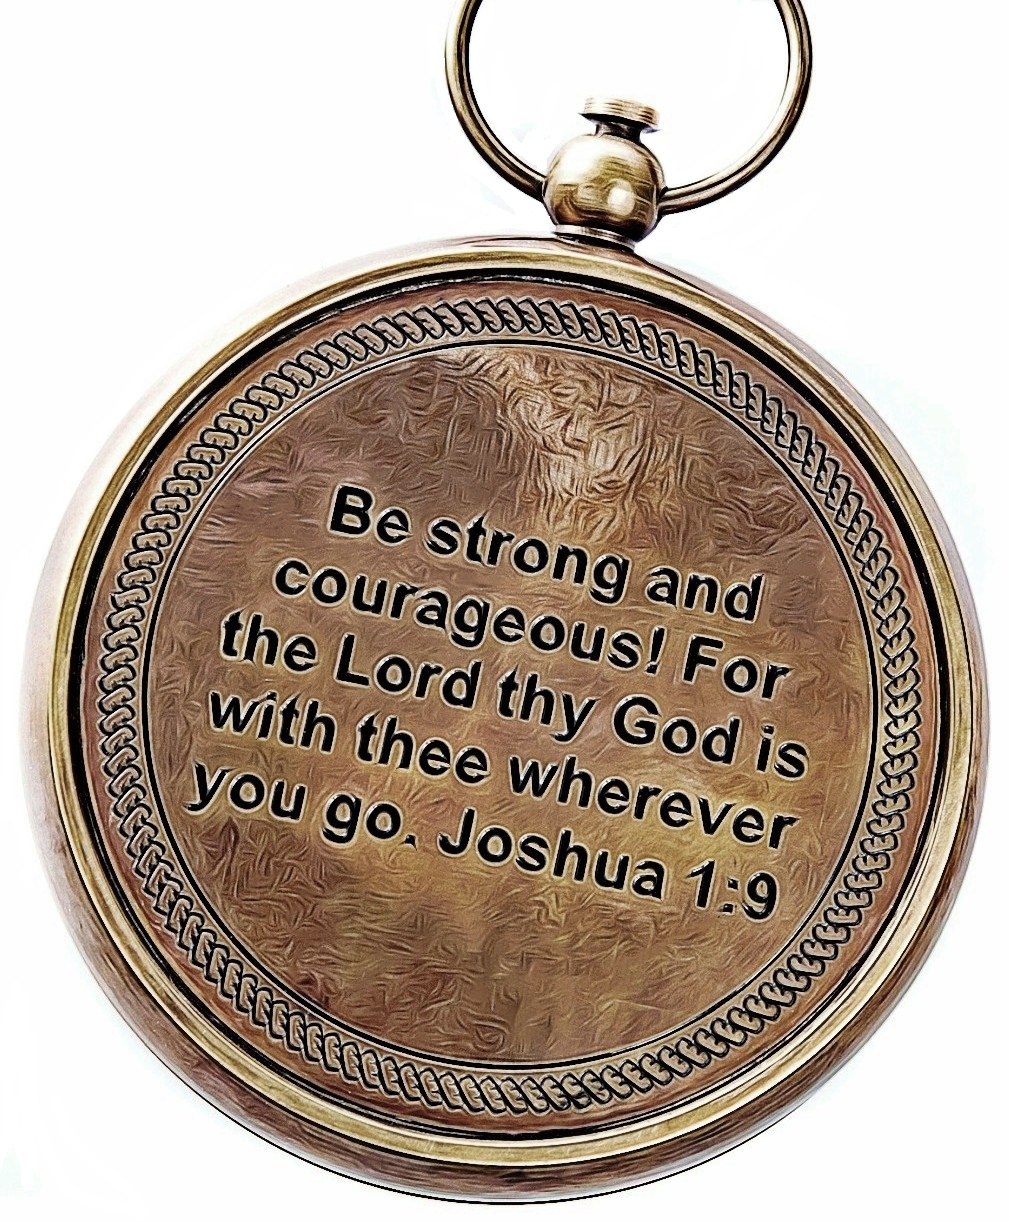 Be strong and
courageous! For
the Lord thy God is
with thee wherever
you go. Joshua 1:9